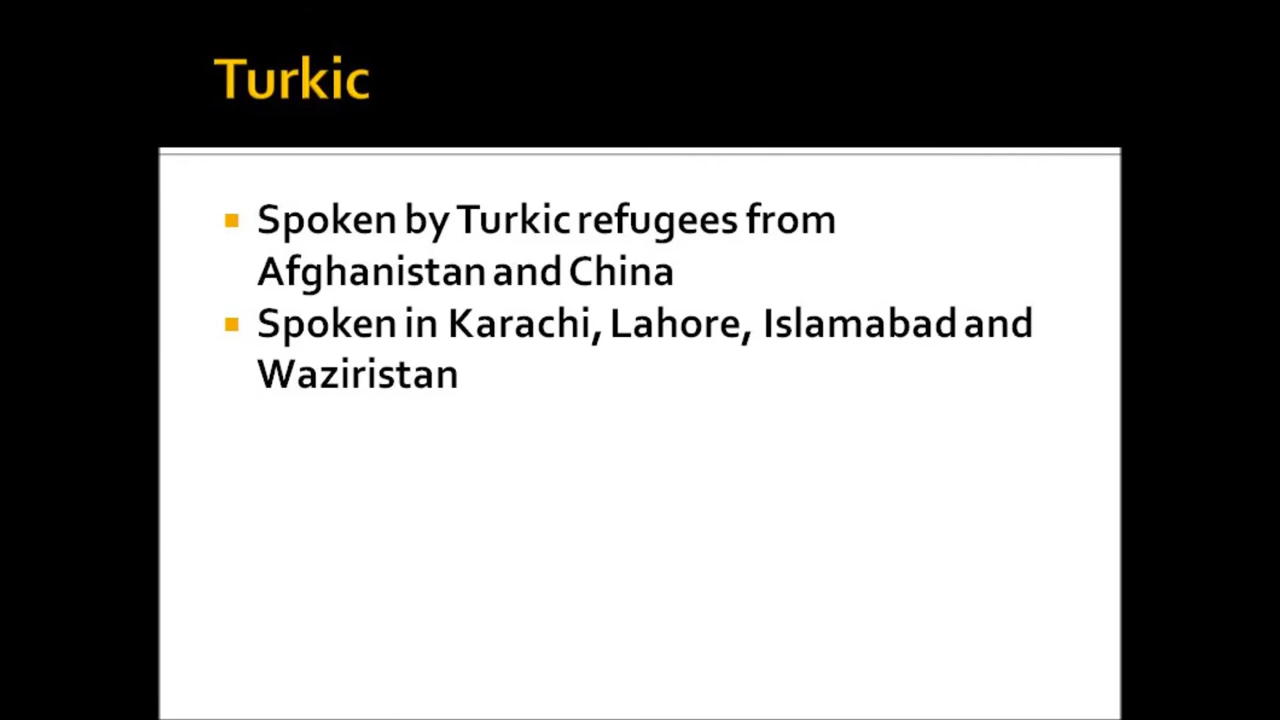 Turkic
Spoken by Turkic refugees from
Afghanistan and China
Spoken in Karachi, Lahore, Islamabad and
Waziristan